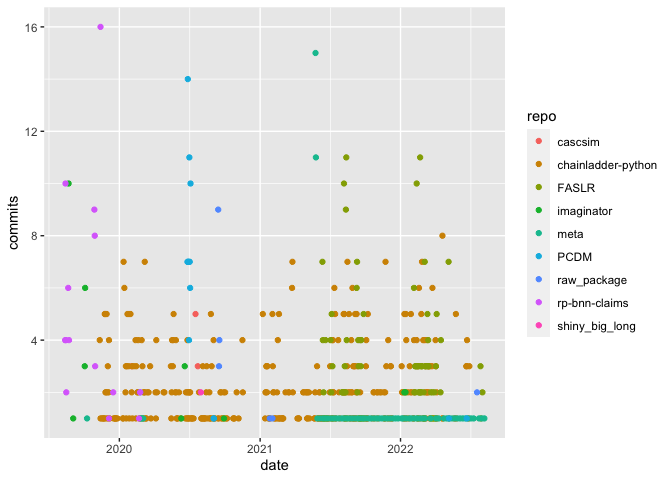 16
12
8
4
commits
2020
2021
2022
date
repo
cascsim
chainladder-python
FASLR
imaginator
meta
PCDM
raw_package
rp-bnn-claims
shiny_big_long